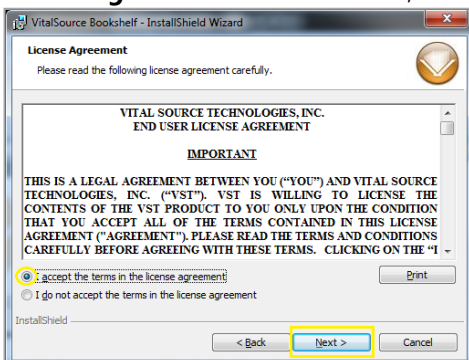 VitalSource Bookshelf - InstallShield Wizard
License Agreement
Please read the following license agreement carefully.
VITAL SOURCE TECHNOLOGIES, INC.
END USER LICENSE AGREEMENT
IMPORTANT
THIS IS A LEGAL AGREEMENT BETWEEN YOU (“YOU”) AND VITAL SOURCE
TECHNOLOGIES, INC. (“VST”). VST IS WILLING TO LICENSE THE
CONTENTS OF THE VST PRODUCT TO YOU ONLY UPON THE CONDITION
THAT YOU ACCEPT ALL OF THE TERMS CONTAINED IN THIS LICENSE
AGREEMENT ("AGREEMENT"). PLEASE READ THE TERMS AND CONDITIONS
CAREFULLY BEFORE AGREEING WITH THESE TERMS. CLICKING ON THE “I
I accept the terms in the license agreement
Print
I do not accept the terms in the license agreement
InstallShield
< Back
Next >
Cancel